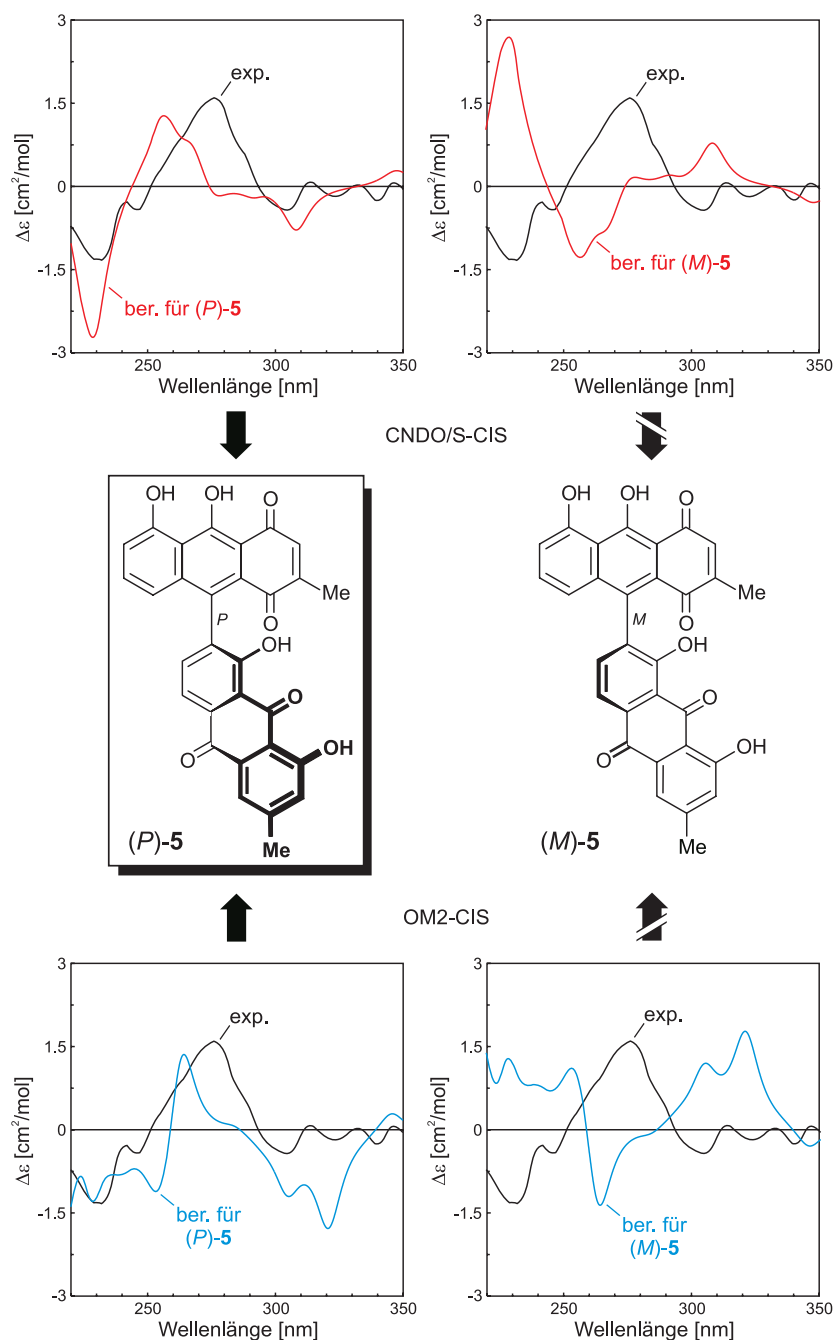 3
1.5
0
-1.5
-3
Δε [cm²/mol]
exp.
ber. für (P)-5
250
300
350
Wellenlänge [nm]
3
1.5
0
-1.5
-3
Δε [cm²/mol]
exp.
ber. für (M)-5
250
300
350
Wellenlänge [nm]
CNDO/S-CIS
OH
OH
O
Me
O
P
OH
O
O
OH
Me
(P)-5
OH
OH
O
Me
O
M
OH
O
O
OH
Me
(M)-5
OM2-CIS
3
1.5
0
-1.5
-3
Δε [cm²/mol]
exp.
ber. für
(P)-5
250
300
350
Wellenlänge [nm]
3
1.5
0
-1.5
-3
Δε [cm²/mol]
exp.
ber. für
(M)-5
250
300
350
Wellenlänge [nm]